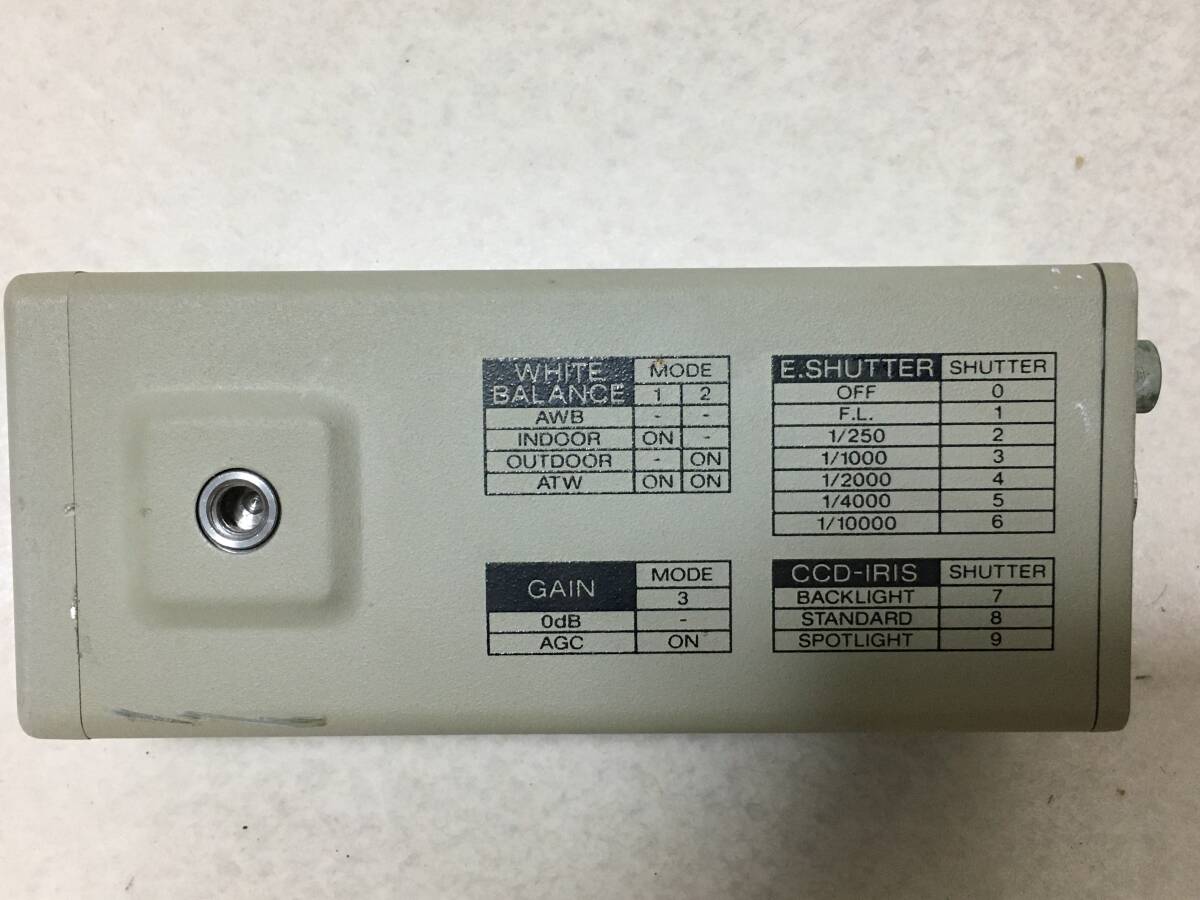 WHITE BALANCE MODE
1 2
AWB - -
INDOOR ON -
OUTDOOR - ON
ATW ON ON
E.SHUTTER SHUTTER
OFF 0
F.L. 1
1/250 2
1/1000 3
1/2000 4
1/4000 5
1/10000 6
GAIN MODE
3
0dB -
AGC ON
CCD-IRIS SHUTTER
BACKLIGHT 7
STANDARD 8
SPOTLIGHT 9